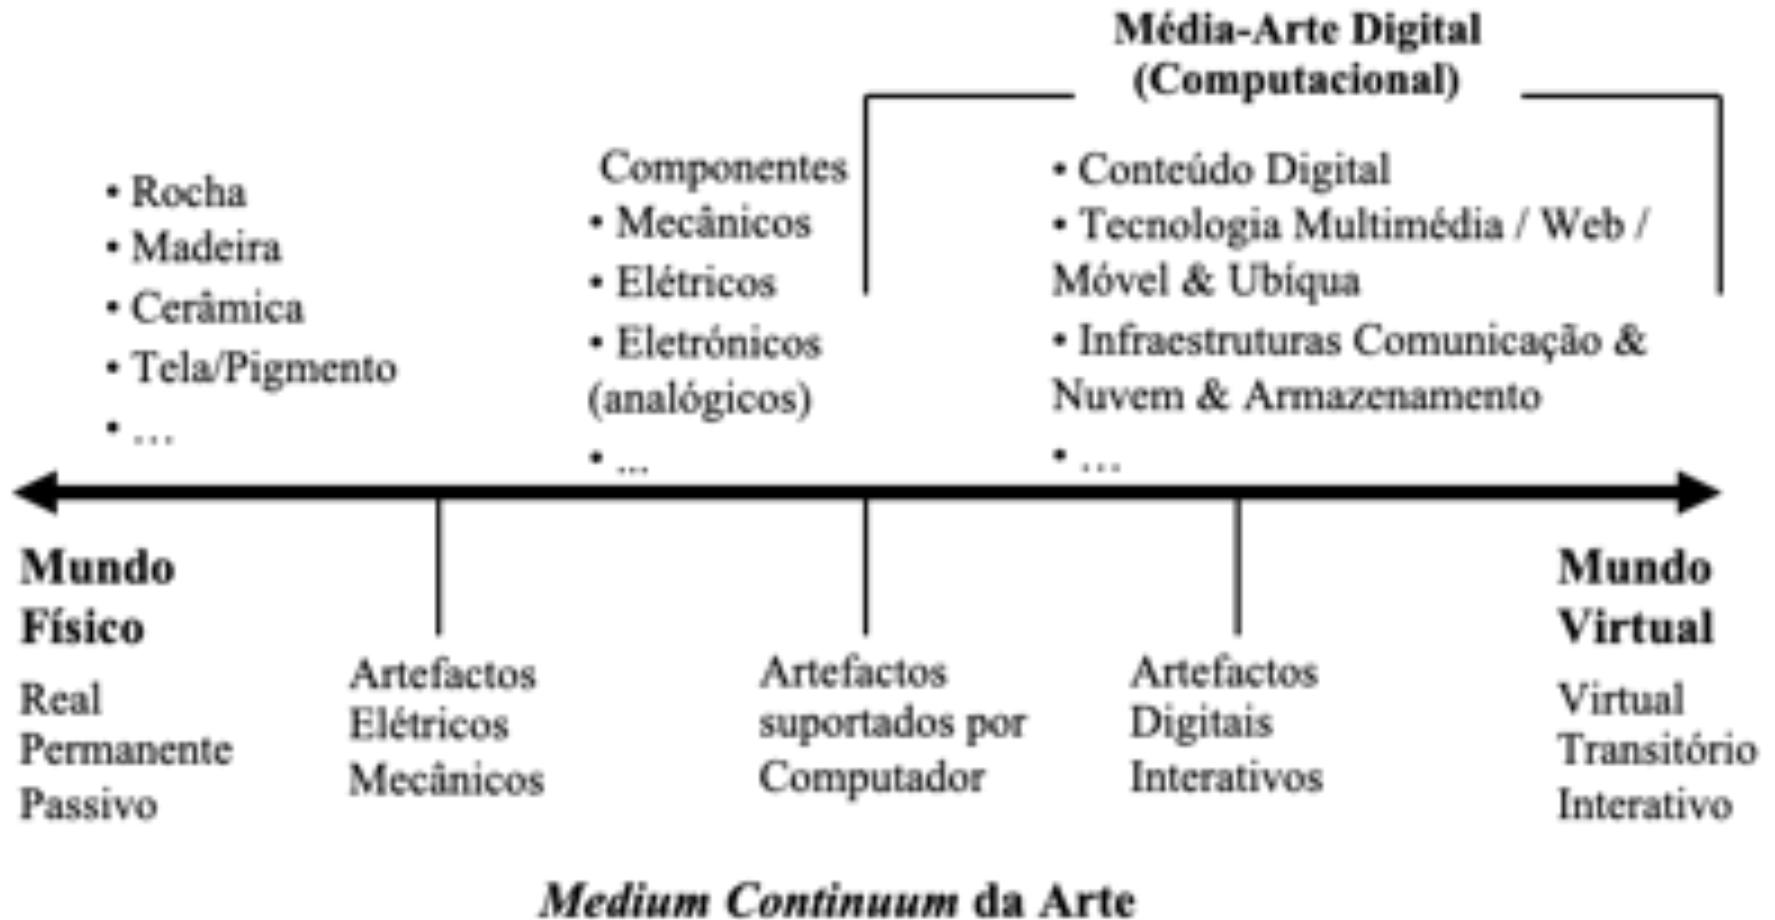 Média-Arte Digital
(Computacional)
• Rocha
• Madeira
• Cerâmica
• Tela/Pigmento
• …
Componentes
• Mecânicos
• Elétricos
• Eletrónicos
(analógicos)
• ...
• Conteúdo Digital
• Tecnologia Multimédia / Web /
Móvel & Ubíqua
• Infraestruturas Comunicação &
Nuvem & Armazenamento
• …
Mundo
Físico
Real
Permanente
Passivo
Artefactos
Elétricos
Mecânicos
Artefactos
suportados por
Computador
Artefactos
Digitais
Interativos
Mundo
Virtual
Virtual
Transitório
Interativo
Medium Continuum da Arte